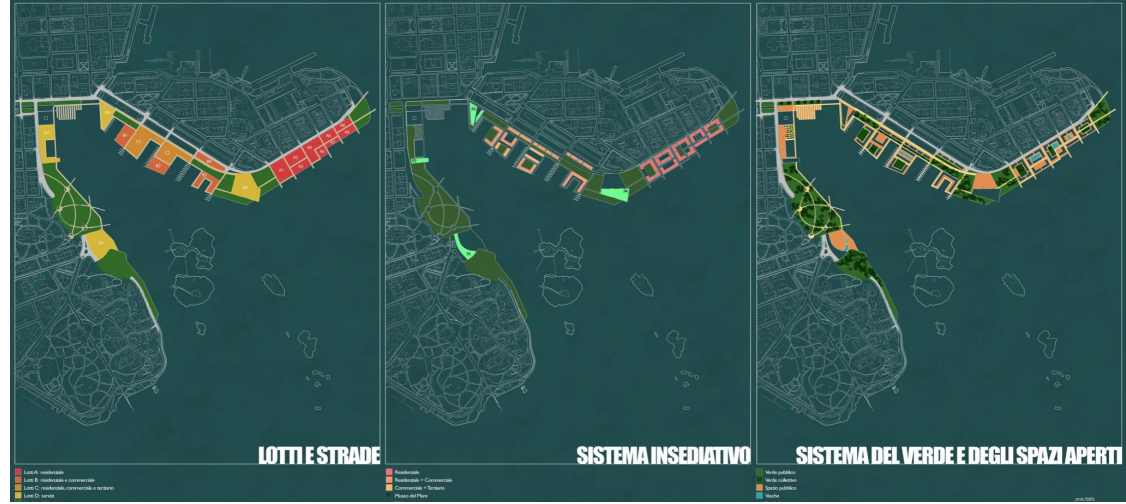 LOTTI E STRADE
Lotti A: residenziale
Lotti B: residenziale e commerciale
Lotti C: residenziale, commerciale e terziario
Lotti D: servizi
SISTEMA INSEDIATIVO
Residenziale
Residenziale + Commerciale
Commerciale + Terziario
Museo del Mare
SISTEMA DEL VERDE E DEGLI SPAZI APERTI
Verde pubblico
Verde collettivo
Spazio pubblico
Vasche